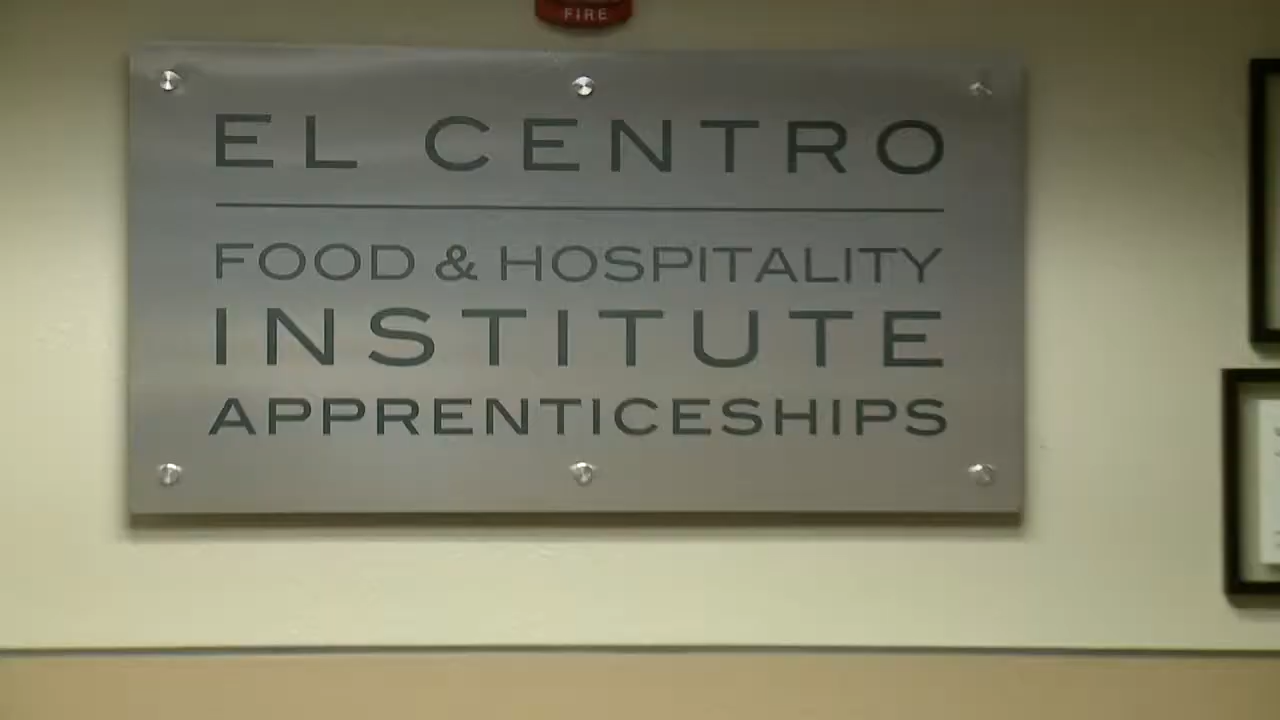 FIRE
EL CENTRO
FOOD & HOSPITALITY
INSTITUTE
APPRENTICESHIPS